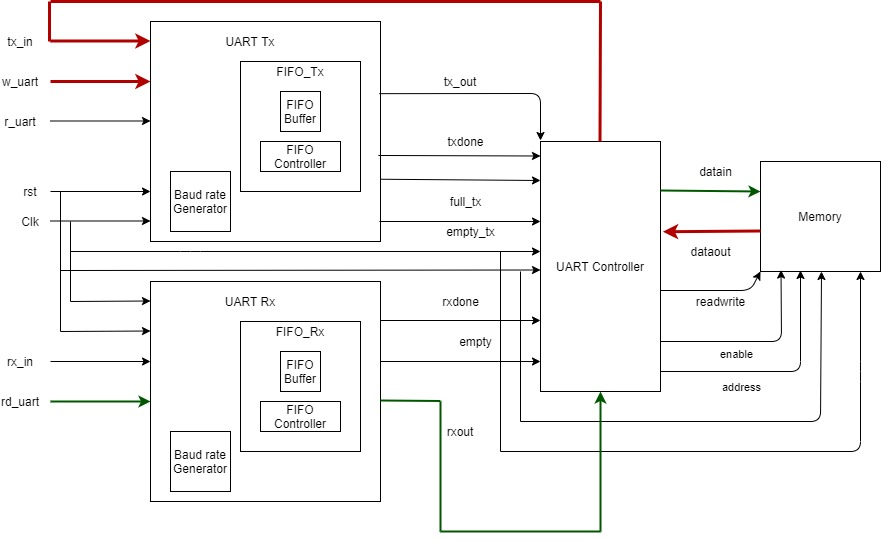 tx_in
w_uart
r_uart
rst
Clk
UART Tx
FIFO_Tx
FIFO
Buffer
FIFO
Controller
Baud rate
Generator
tx_out
txdone
full_tx
empty_tx
UART Controller
datain
dataout
readwrite
enable
address
Memory
rx_in
rd_uart
UART Rx
FIFO_Rx
FIFO
Buffer
FIFO
Controller
Baud rate
Generator
rxdone
empty
rxout